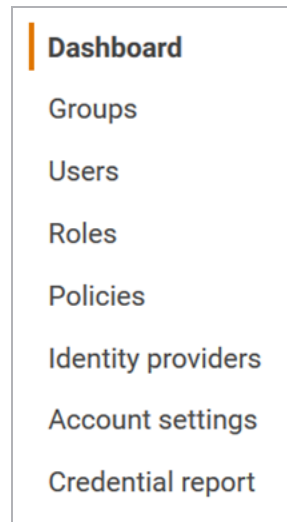 Dashboard
Groups
Users
Roles
Policies
Identity providers
Account settings
Credential report